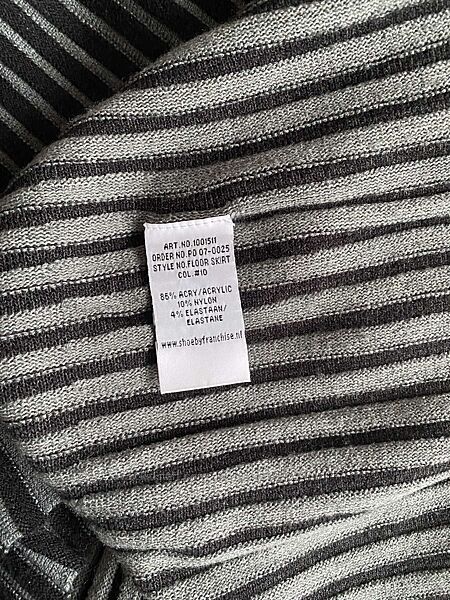 ART.NO.1001511
ORDER NO.PO 07-0025
STYLE NO.FLOOR SKIRT
COL.#10
86% ACRY/ACRYLIC
10% NYLON
4% ELASTAAN/
ELASTANE
www.shoebyfranchise.nl